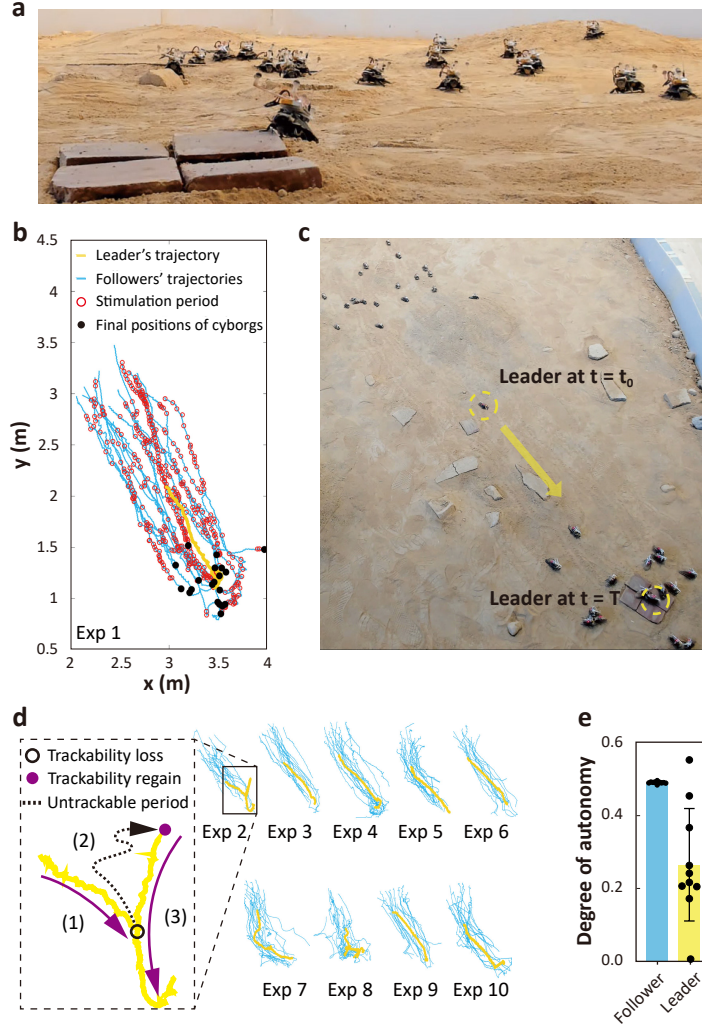 a
b
4.5
4
3.5
3
2.5
2
1.5
1
0.5
y (m)
Leader's trajectory
Followers' trajectories
Stimulation period
Final positions of cyborgs
Exp 1
2
2.5
3
3.5
4
x (m)
c
Leader at t = t₀
Leader at t = T
d
Trackability loss
Trackability regain
Untrackable period
(1)
(2)
(3)
Exp 2
Exp 3
Exp 4
Exp 5
Exp 6
Exp 7
Exp 8
Exp 9
Exp 10
e
0.6
0.4
0.2
0.0
Degree of autonomy
Follower
Leader